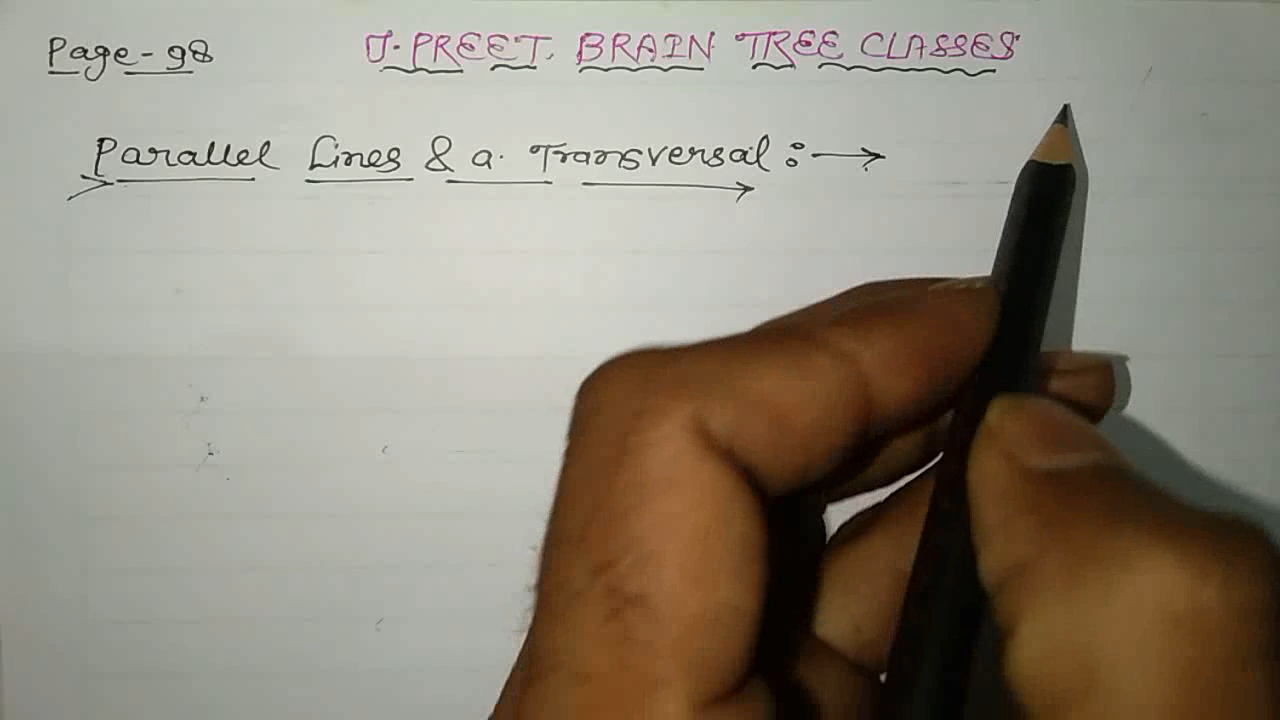 Page-98
J. PREET. BRAIN TREE CLASSES
Parallel Lines & a. Transversal :→